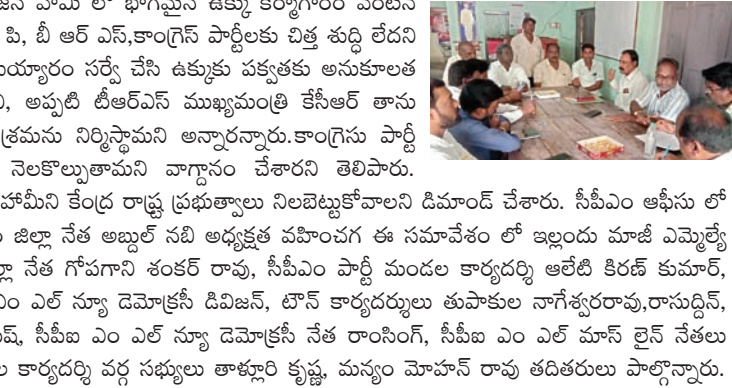 హామీ లో భాగమైన ఉక్కు కర్మాగారం
పి, బీ ఆర్ ఎస్,కాంగ్రెస్ పార్టీలకు చిత్త శుద్ధి లేదని
బయ్యారం సర్వే చేసి ఉక్కుకు పక్వతకు అనుకూలత
అప్పటి టీఆర్ఎస్ ముఖ్యమంత్రి కేసీఆర్ తాను
నిర్మిస్థామని అన్నారన్నారు.కాంగ్రెసు పార్టీ
నెలకొల్పుతామని వాగ్దానం చేశారని తెలిపారు.
హామీని కేంద్ర రాష్ట్ర ప్రభుత్వాలు నిలబెట్టుకోవాలని డిమాండ్ చేశారు. సీపీఎం ఆఫీసు లో
జిల్లా నేత అబ్దుల్ నబి అధ్యక్షత వహించగ ఈ సమావేశం లో ఇల్లందు మాజీ ఎమ్మెల్యే
నేత గోపగాని శంకర్ రావు, సీపీఎం పార్టీ మండల కార్యదర్శి ఆలేటి కిరణ్ కుమార్,
ఎల్ న్యూ డెమోక్రసీ డివిజన్, టౌన్ కార్యదర్శులు తుపాకుల నాగేశ్వరరావు,రాసుద్దిన్,
సీపీఐ ఎం ఎల్ న్యూ డెమోక్రసీ నేత రాంసింగ్, సీపీఐ ఎం ఎల్ మాస్ లైన్ నేతలు
కార్యదర్శి వర్గ సభ్యులు తాళ్లూరి కృష్ణ, మన్యం మోహన్ రావు తదితరులు పాల్గొన్నారు.